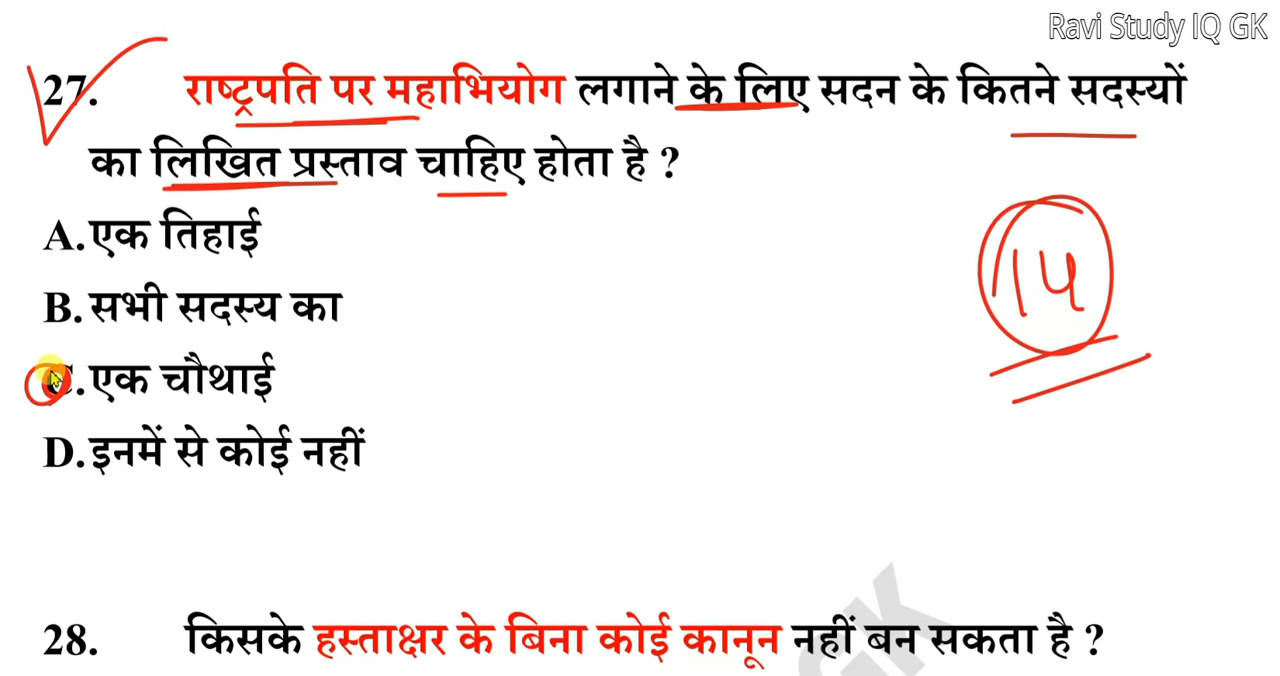 Ravi Study IQ GK
27. राष्ट्रपति पर महाभियोग लगाने के लिए सदन के कितने सदस्यों
का लिखित प्रस्ताव चाहिए होता है ?
A. एक तिहाई
14
B. सभी सदस्य का
C. एक चौथाई
D. इनमें से कोई नहीं
GK
28. किसके हस्ताक्षर के बिना कोई कानून नहीं बन सकता है ?